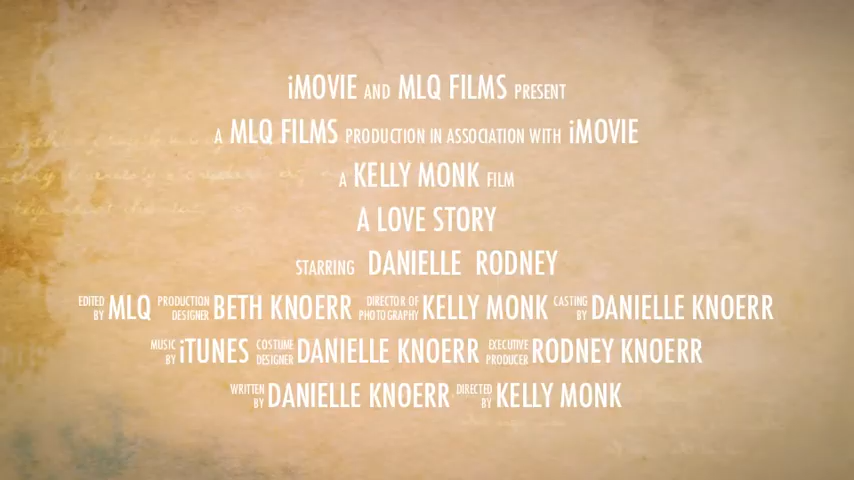 iMOVIE AND MLQ FILMS PRESENT
A MLQ FILMS PRODUCTION IN ASSOCIATION WITH iMOVIE
A KELLY MONK FILM
A LOVE STORY
STARRING DANIELLE RODNEY
EDITED BY MLQ PRODUCTION DESIGNER BETH KNOERR DIRECTOR OF PHOTOGRAPHY KELLY MONK CASTING BY DANIELLE KNOERR
MUSIC BY iTUNES COSTUME DESIGNER DANIELLE KNOERR EXECUTIVE PRODUCER RODNEY KNOERR
WRITTEN BY DANIELLE KNOERR DIRECTED BY KELLY MONK